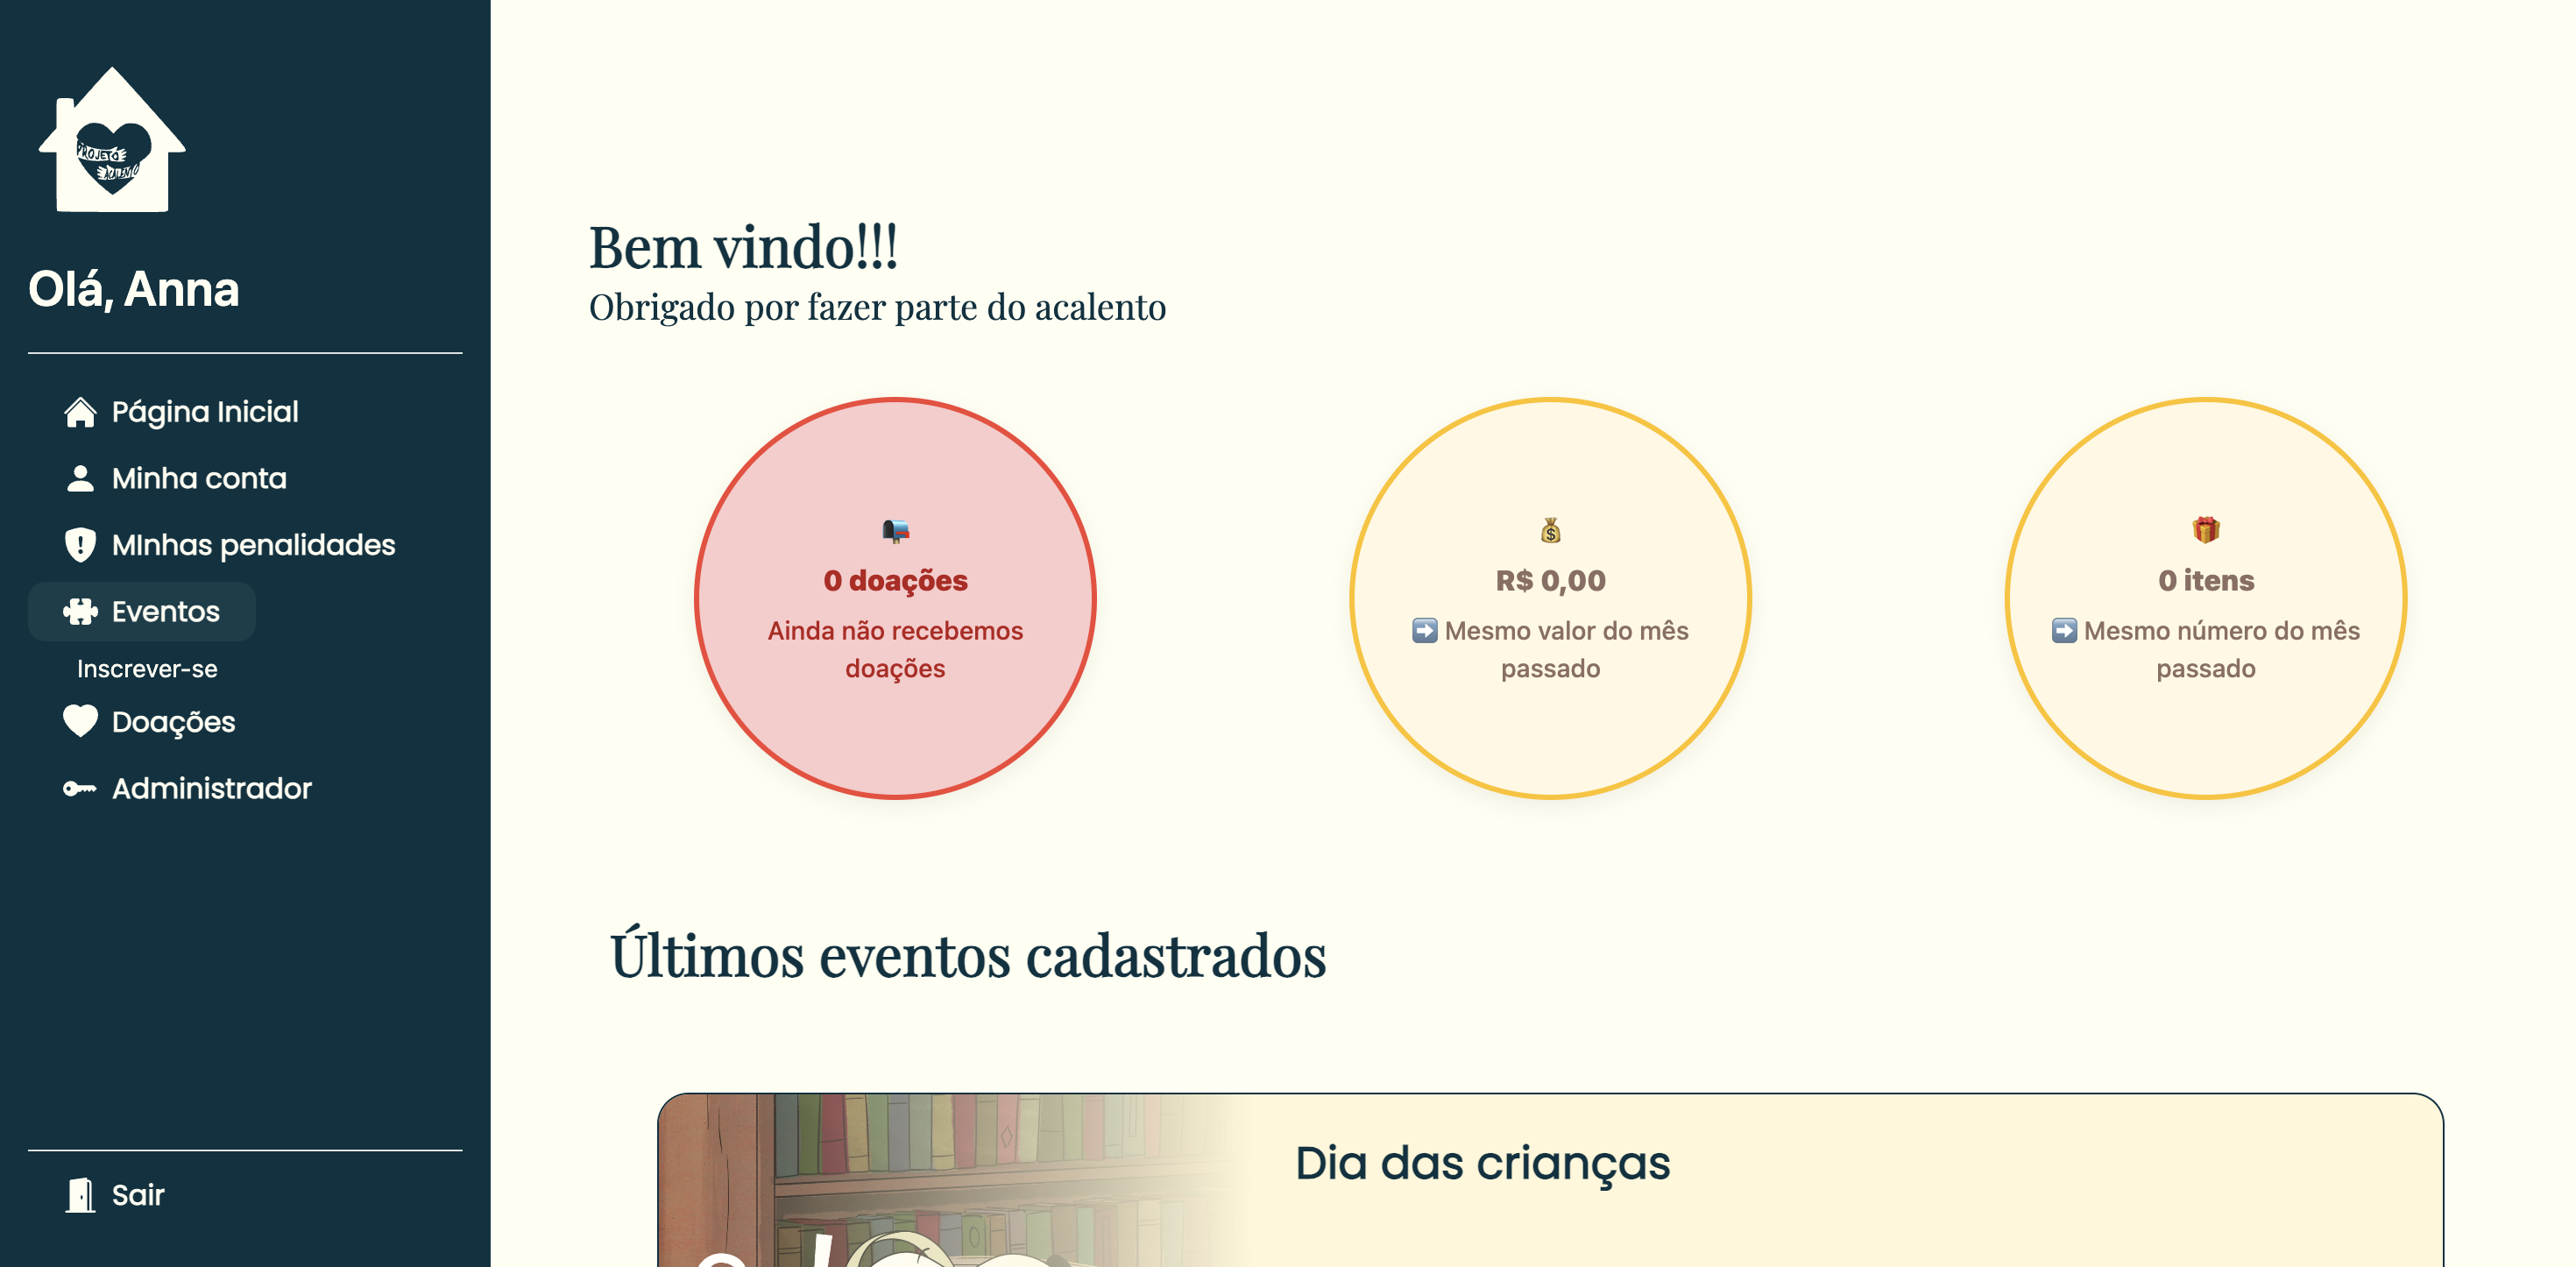 PROJETO
ACALENTO
Olá, Anna
Página Inicial
Minha conta
MInhas penalidades
Eventos
Inscrever-se
Doações
Administrador
Sair
Bem vindo!!!
Obrigado por fazer parte do acalento
0 doações
Ainda não recebemos
doações
R$ 0,00
Mesmo valor do mês
passado
0 itens
Mesmo número do mês
passado
Últimos eventos cadastrados
Dia das crianças